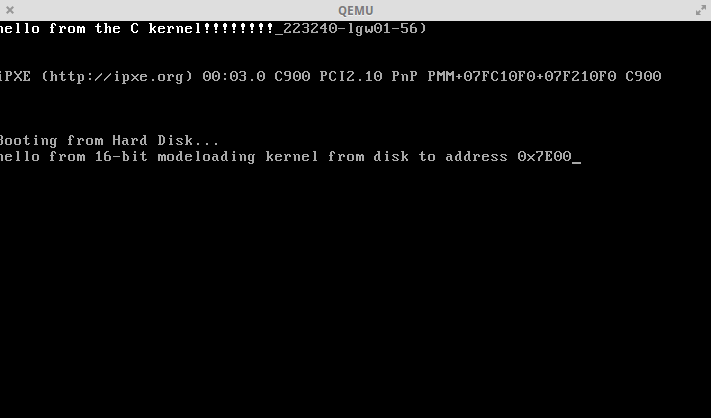 QEMU
hello from the C kernel!!!!!!!!_223240-lgw01-56)
iPXE (http://ipxe.org) 00:03.0 C900 PCI2.10 PnP PMM+07FC10F0+07F210F0 C900
Booting from Hard Disk...
hello from 16-bit modeloading kernel from disk to address 0x7E00_